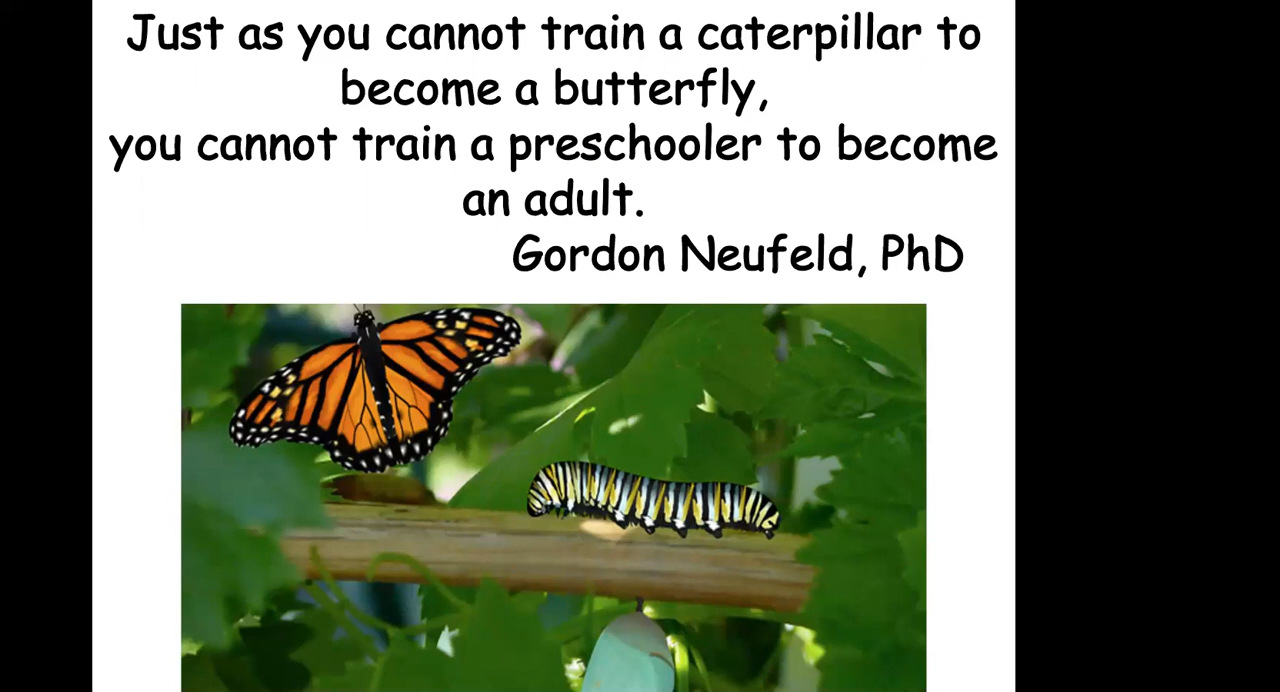 Just as you cannot train a caterpillar to
become a butterfly,
you cannot train a preschooler to become
an adult.
Gordon Neufeld, PhD